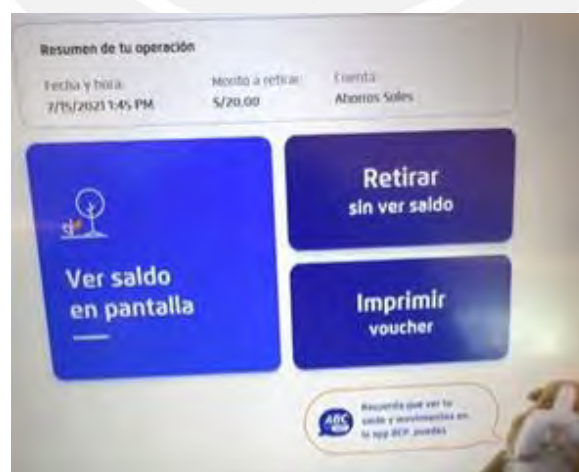 Resumen de tu operación
Fecha y hora:
Monto a retirar:
Cuenta:
7/15/2021 1:45 PM
S/20.00
Ahorros Soles
Ver saldo
en pantalla
Retirar
sin ver saldo
Imprimir
voucher
ABC
Recuerda que ver tu
saldo y movimientos en
la app BCP, puedes